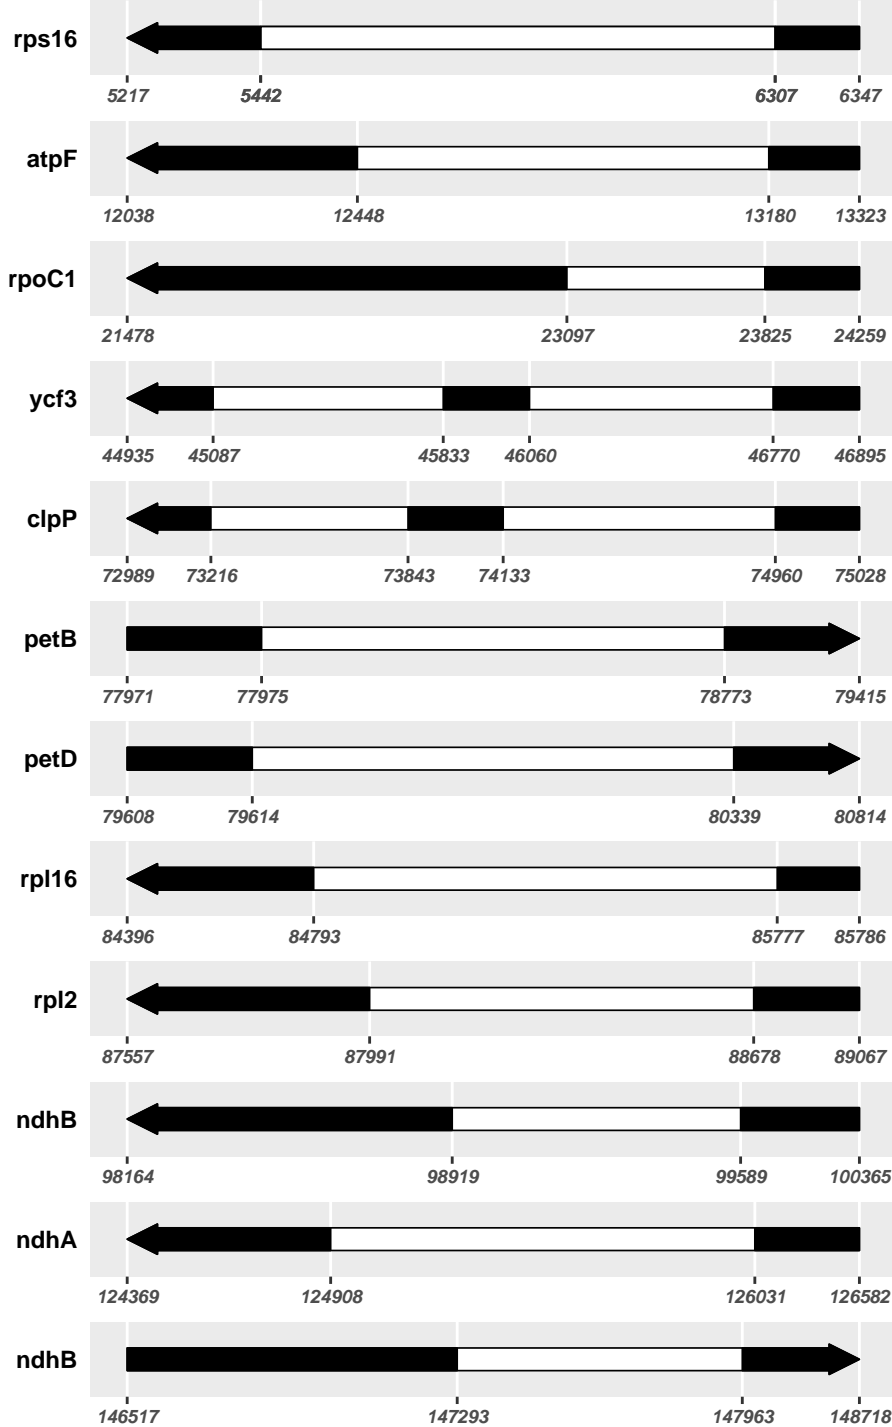 rps16
5217 5442 6307 6347
atpF
12038 12448 13180 13323
rpoC1
21478 23097 23825 24259
ycf3
44935 45087 45833 46060 46770 46895
clpP
72989 73216 73843 74133 74960 75028
petB
77971 77975 78773 79415
petD
79608 79614 80339 80814
rpl16
84396 84793 85777 85786
rpl2
87557 87991 88678 89067
ndhB
98164 98919 99589 100365
ndhA
124369 124908 126031 126582
ndhB
146517 147293 147963 148718